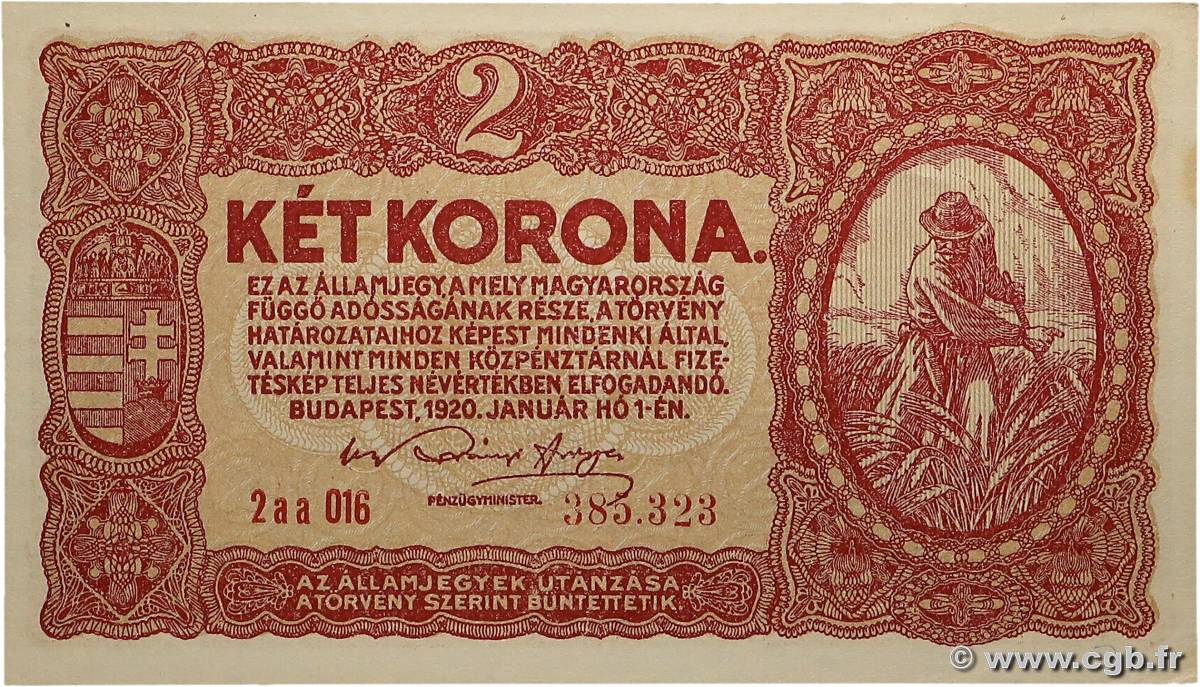 2
KÉT KORONA.
EZ AZ ÁLLAMJEGY, A MELY MAGYARORSZÁG
FÜGGŐ ADÓSSÁGÁNAK RÉSZE, A TÖRVÉNY
HATÁROZATAIHOZ KÉPEST MINDENKI ÁLTAL,
VALAMINT MINDEN KÖZPÉNZTÁRNÁL FIZE-
TÉSKÉP TELJES NÉVÉRTÉKBEN ELFOGADANDÓ.
BUDAPEST, 1920. JANUÁR HÓ 1-ÉN.
PÉNZÜGYMINISTER.
2 a a 016 385.323
AZ ÁLLAMJEGYEK UTÁNZÁSA
A TÖRVÉNY SZERINT BÜNTETTETIK.
© www.cgb.fr